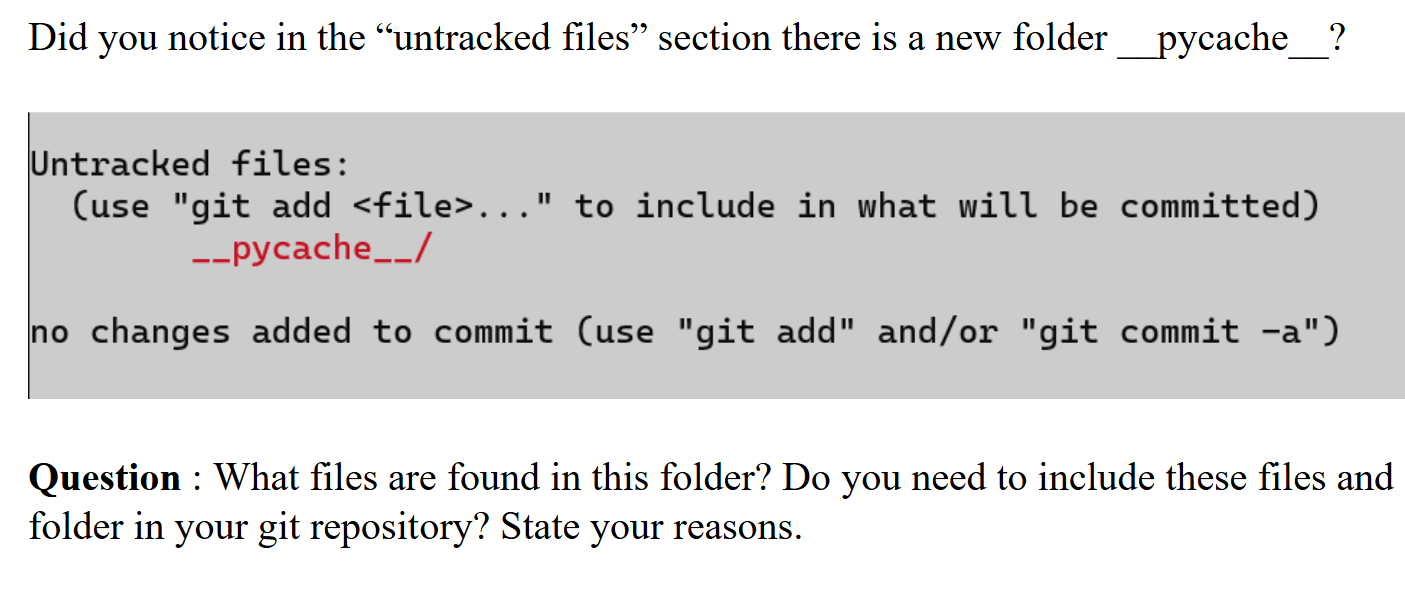 Did you notice in the “untracked files” section there is a new folder __pycache__?
Untracked files:
(use "git add <file>..." to include in what will be committed)
__pycache__/
no changes added to commit (use "git add" and/or "git commit -a")
Question : What files are found in this folder? Do you need to include these files and
folder in your git repository? State your reasons.